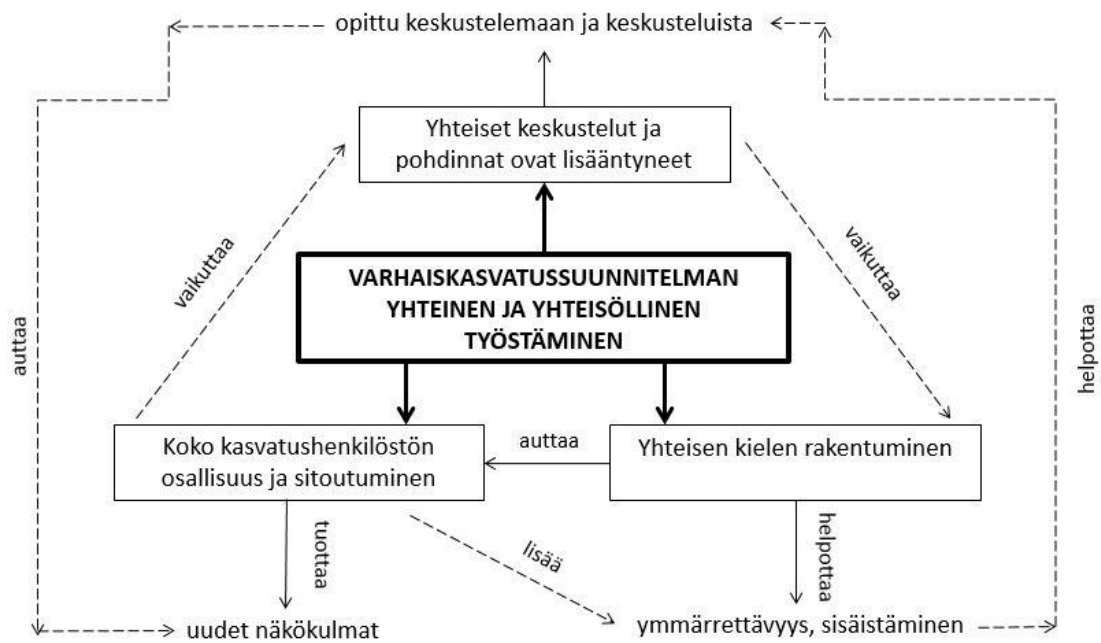 opittu keskustelemaan ja keskusteluista
Yhteiset keskustelut ja
pohdinnat ovat lisääntyneet
vaikuttaa
vaikuttaa
VARHAISKASVATUSSUUNNITELMAN
YHTEINEN JA YHTEISÖLLINEN
TYÖSTÄMINEN
auttaa
helpottaa
Koko kasvatushenkilöstön
osallisuus ja sitoutuminen
auttaa
Yhteisen kielen rakentuminen
tuottaa
lisää
helpottaa
uudet näkökulmat
ymmärrettävyys, sisäistäminen